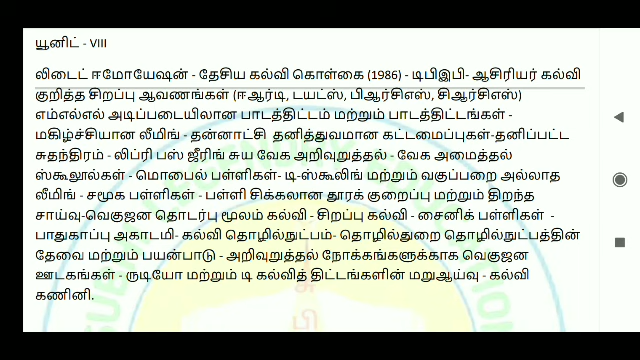 யூனிட் - VIII
லிடைட் ஈமோயேஷன் - தேசிய கல்வி கொள்கை (1986) - டிபிஇபி- ஆசிரியர் கல்வி
குறித்த சிறப்பு ஆவணங்கள் (ஈஆர்டி, டயட்ஸ், பிஆர்சிஎஸ், சிஆர்சிஎஸ்)
எம்எல்எல் அடிப்படையிலான பாடத்திட்டம் மற்றும் பாடத்திட்டங்கள் -
மகிழ்ச்சியான லீமிங் - தன்னாட்சி தனித்துவமான கட்டமைப்புகள்-தனிப்பட்ட
சுதந்திரம் - லிப்ரி பஸ் ஜீரிங் சுய வேக அறிவுறுத்தல் - வேக அமைத்தல்
ஸ்கூலூல்கள் - மொபைல் பள்ளிகள்- டி-ஸ்கூலிங் மற்றும் வகுப்பறை அல்லாத
லீமிங் - சமூக பள்ளிகள் - பள்ளி சிக்கலான தூரக் குறைப்பு மற்றும் திறந்த
சாய்வு-வெகுஜன தொடர்பு மூலம் கல்வி - சிறப்பு கல்வி - சைனிக் பள்ளிகள் -
பாதுகாப்பு அகாடமி- கல்வி தொழில்நுட்பம்- தொழில்துறை தொழில்நுட்பத்தின்
தேவை மற்றும் பயன்பாடு - அறிவுறுத்தல் நோக்கங்களுக்காக வெகுஜன
ஊடகங்கள் - ருடியோ மற்றும் டி கல்வித் திட்டங்களின் மறுஆய்வு - கல்வி
கணினி.